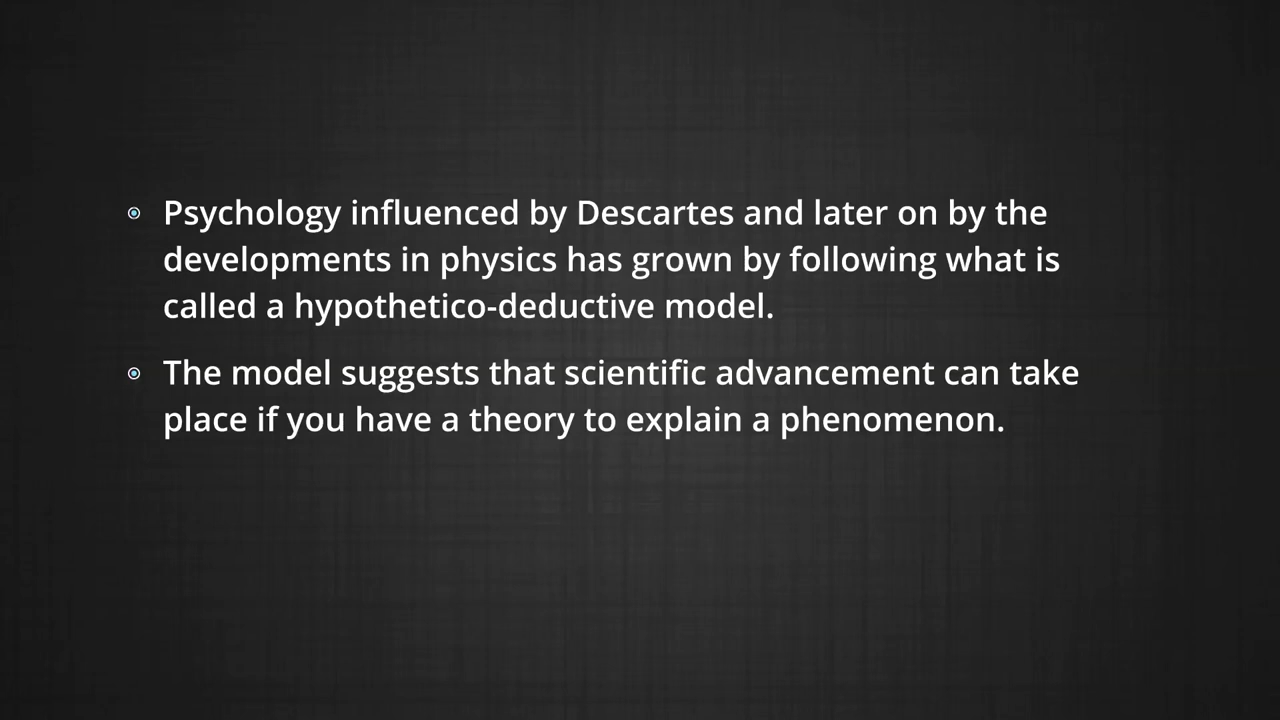 Psychology influenced by Descartes and later on by the
developments in physics has grown by following what is
called a hypothetico-deductive model.
The model suggests that scientific advancement can take
place if you have a theory to explain a phenomenon.